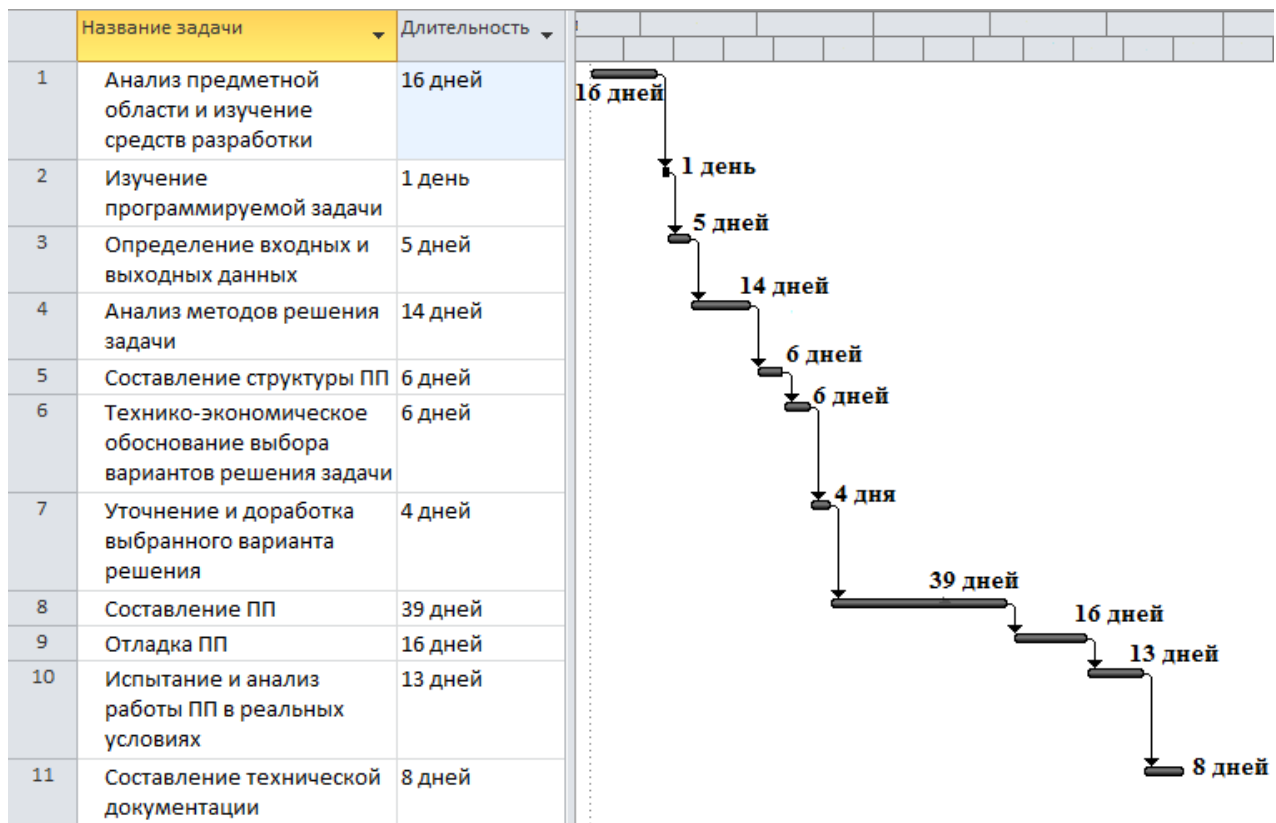 Название задачи
Длительность
1
Анализ предметной
области и изучение
средств разработки
16 дней
16 дней
2
Изучение
программируемой задачи
1 день
1 день
3
Определение входных и
выходных данных
5 дней
5 дней
4
Анализ методов решения
задачи
14 дней
14 дней
5
Составление структуры ПП
6 дней
6 дней
6
Технико-экономическое
обоснование выбора
вариантов решения задачи
6 дней
6 дней
7
Уточнение и доработка
выбранного варианта
решения
4 дней
4 дня
8
Составление ПП
39 дней
39 дней
9
Отладка ПП
16 дней
16 дней
10
Испытание и анализ
работы ПП в реальных
условиях
13 дней
13 дней
11
Составление технической
документации
8 дней
8 дней